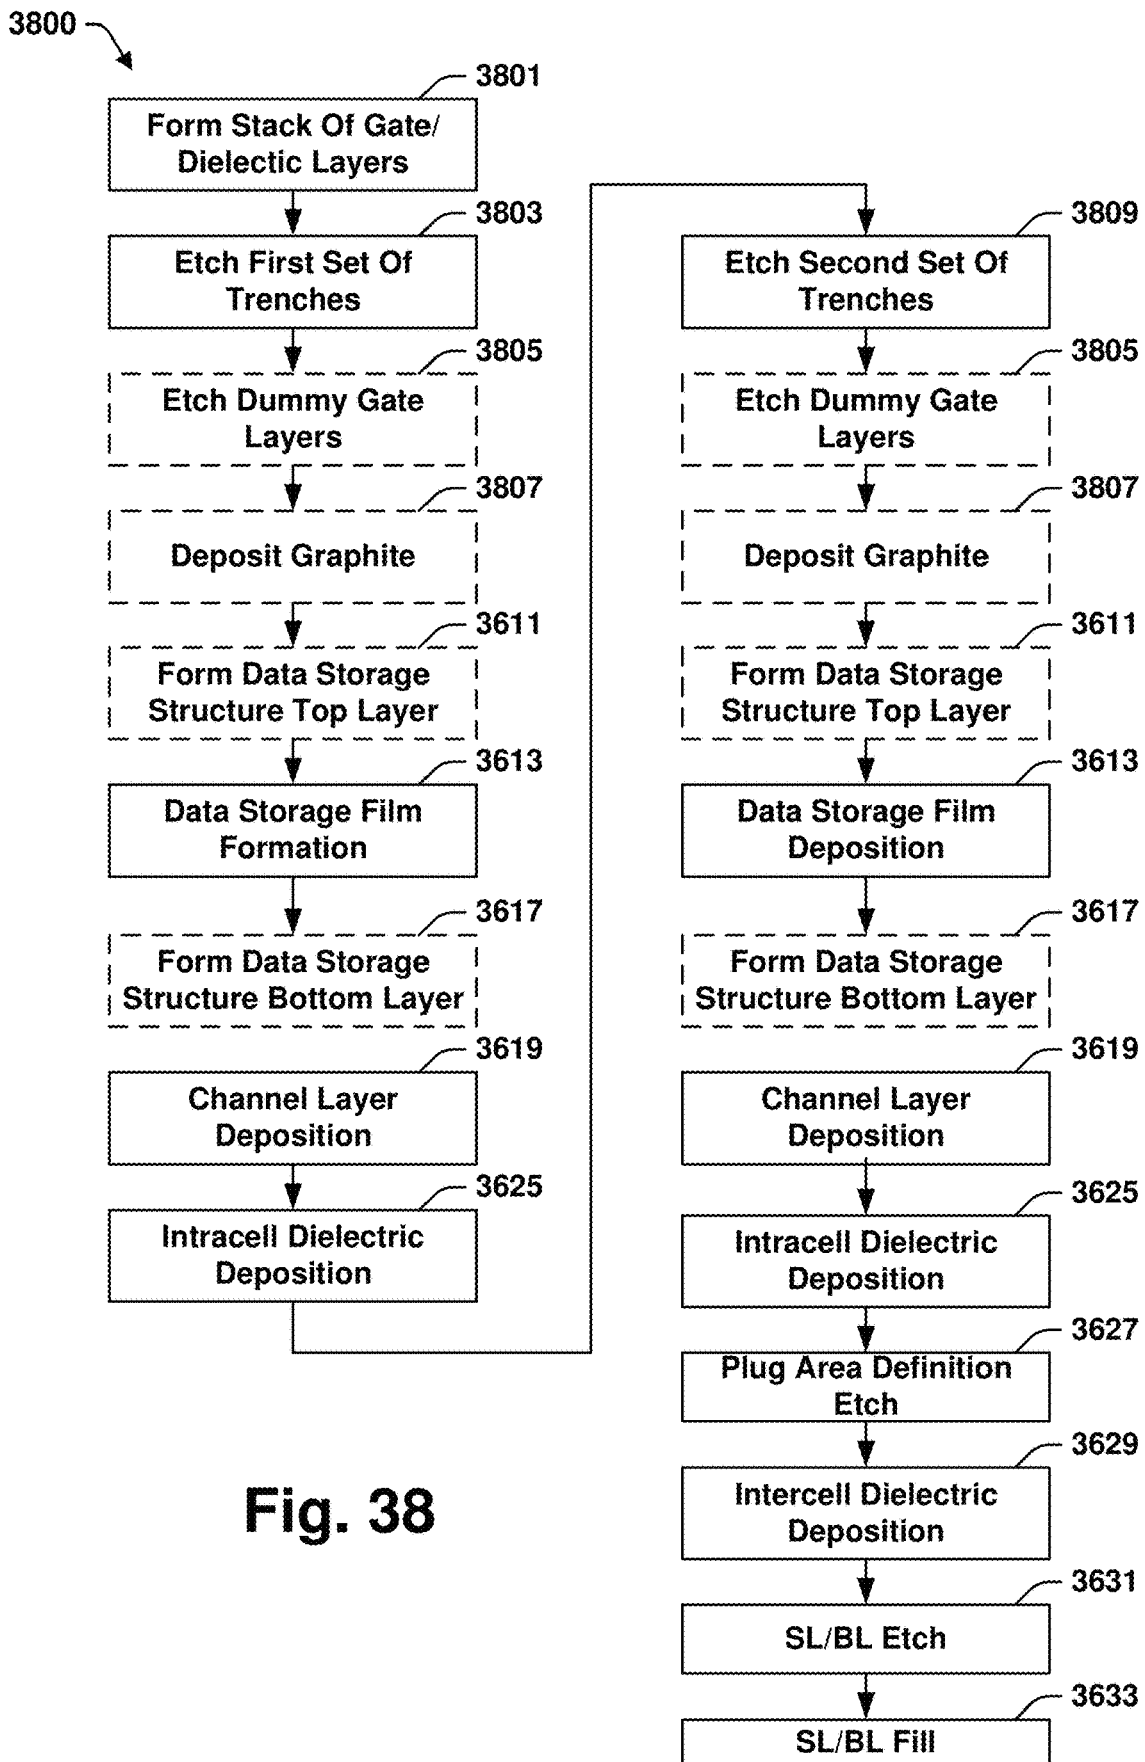 3800
3801
Form Stack Of Gate/
Dielectic Layers
3803
Etch First Set Of
Trenches
3805
Etch Dummy Gate
Layers
3807
Deposit Graphite
3611
Form Data Storage
Structure Top Layer
3613
Data Storage Film
Formation
3617
Form Data Storage
Structure Bottom Layer
3619
Channel Layer
Deposition
3625
Intracell Dielectric
Deposition
3809
Etch Second Set Of
Trenches
3805
Etch Dummy Gate
Layers
3807
Deposit Graphite
3611
Form Data Storage
Structure Top Layer
3613
Data Storage Film
Deposition
3617
Form Data Storage
Structure Bottom Layer
3619
Channel Layer
Deposition
3625
Intracell Dielectric
Deposition
3627
Plug Area Definition
Etch
3629
Intercell Dielectric
Deposition
3631
SL/BL Etch
3633
SL/BL Fill
Fig. 38